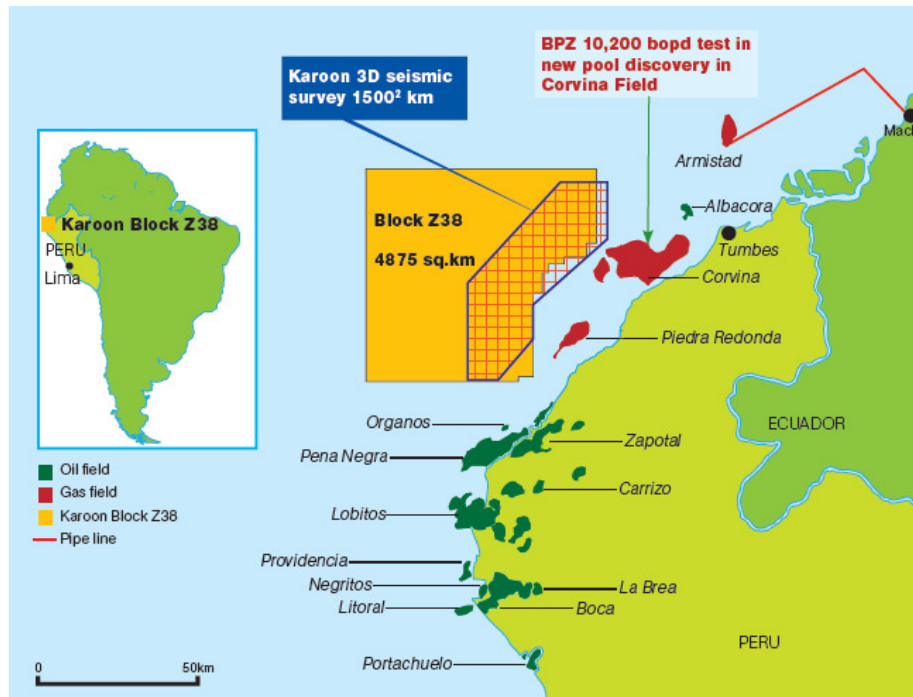 BPZ 10,200 bopd test in
new pool discovery in
Corvina Field
Karoon 3D seismic
survey 1500² km
Mach
Armistad
Albacora
Block Z38
4875 sq.km
Tumbes
Corvina
Karoon Block Z38
PERU
Lima
Piedra Redonda
Organos
Zapotal
ECUADOR
Pena Negra
Oil field
Gas field
Karoon Block Z38
Pipe line
Carrizo
Lobitos
Providencia
Negritos
La Brea
Litoral
Boca
PERU
Portachuelo
0
50km